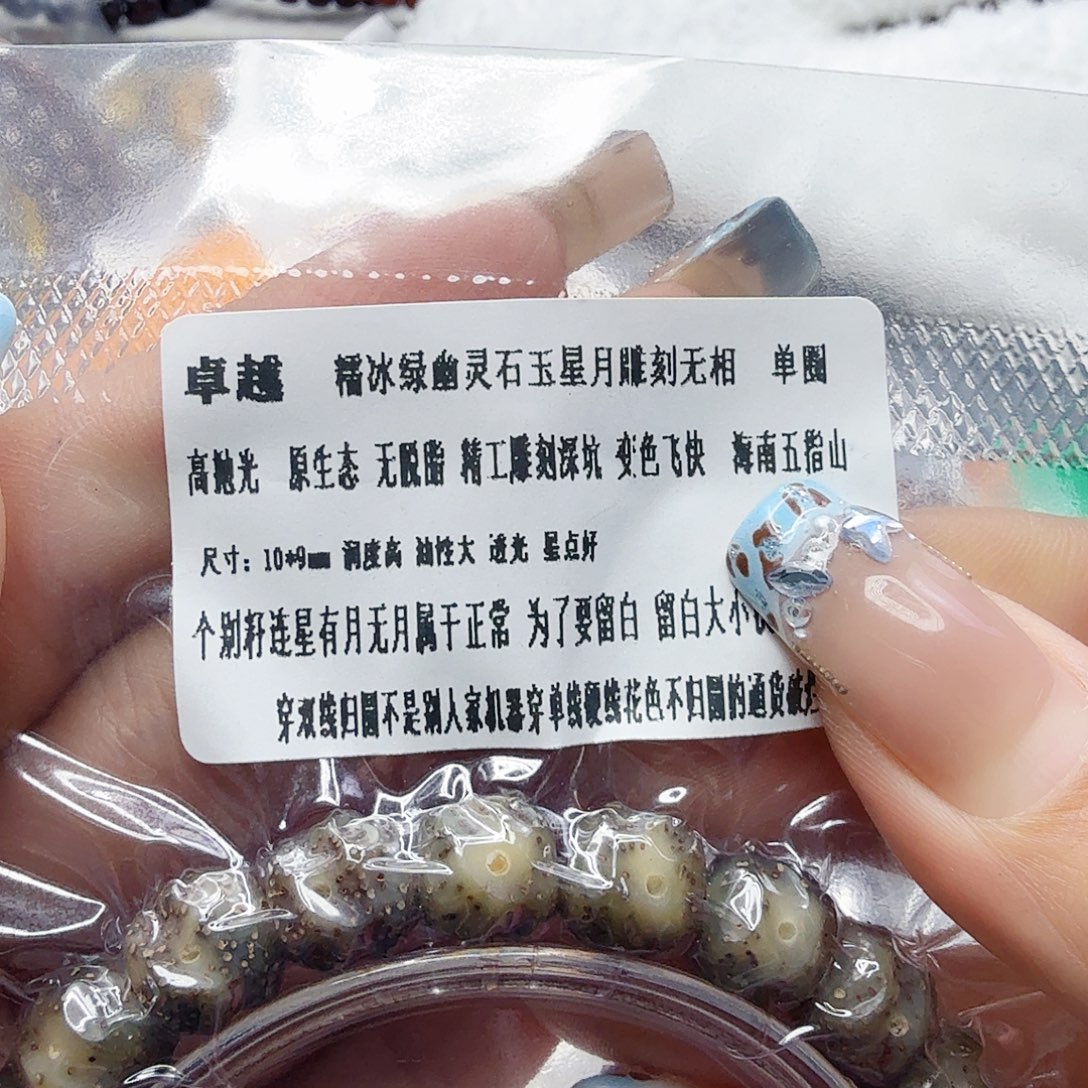 卓越 糯冰绿幽灵石玉星月雕刻无相 单圈
高抛光 原生态 无脱脂 精工雕刻深坑 变色飞快 海南五指山
尺寸：10*9mm 润度高 油性大 透光 星点好
个别籽连星有月无月属于正常 为了要留白 留白大小
穿双线归圆不是别人家机器穿单线硬线花色不归圆的通货